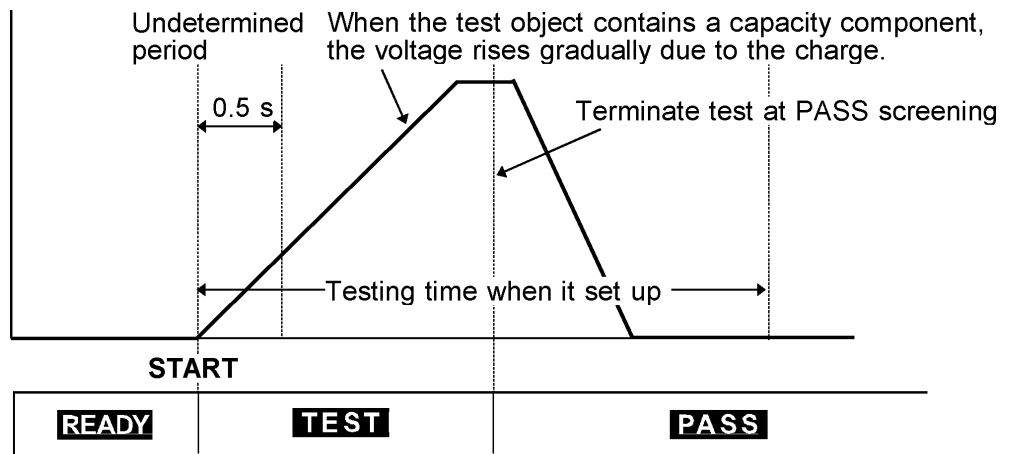 Undetermined
period
When the test object contains a capacity component,
the voltage rises gradually due to the charge.
0.5 s
Terminate test at PASS screening
Testing time when it set up
START
READY
TEST
PASS